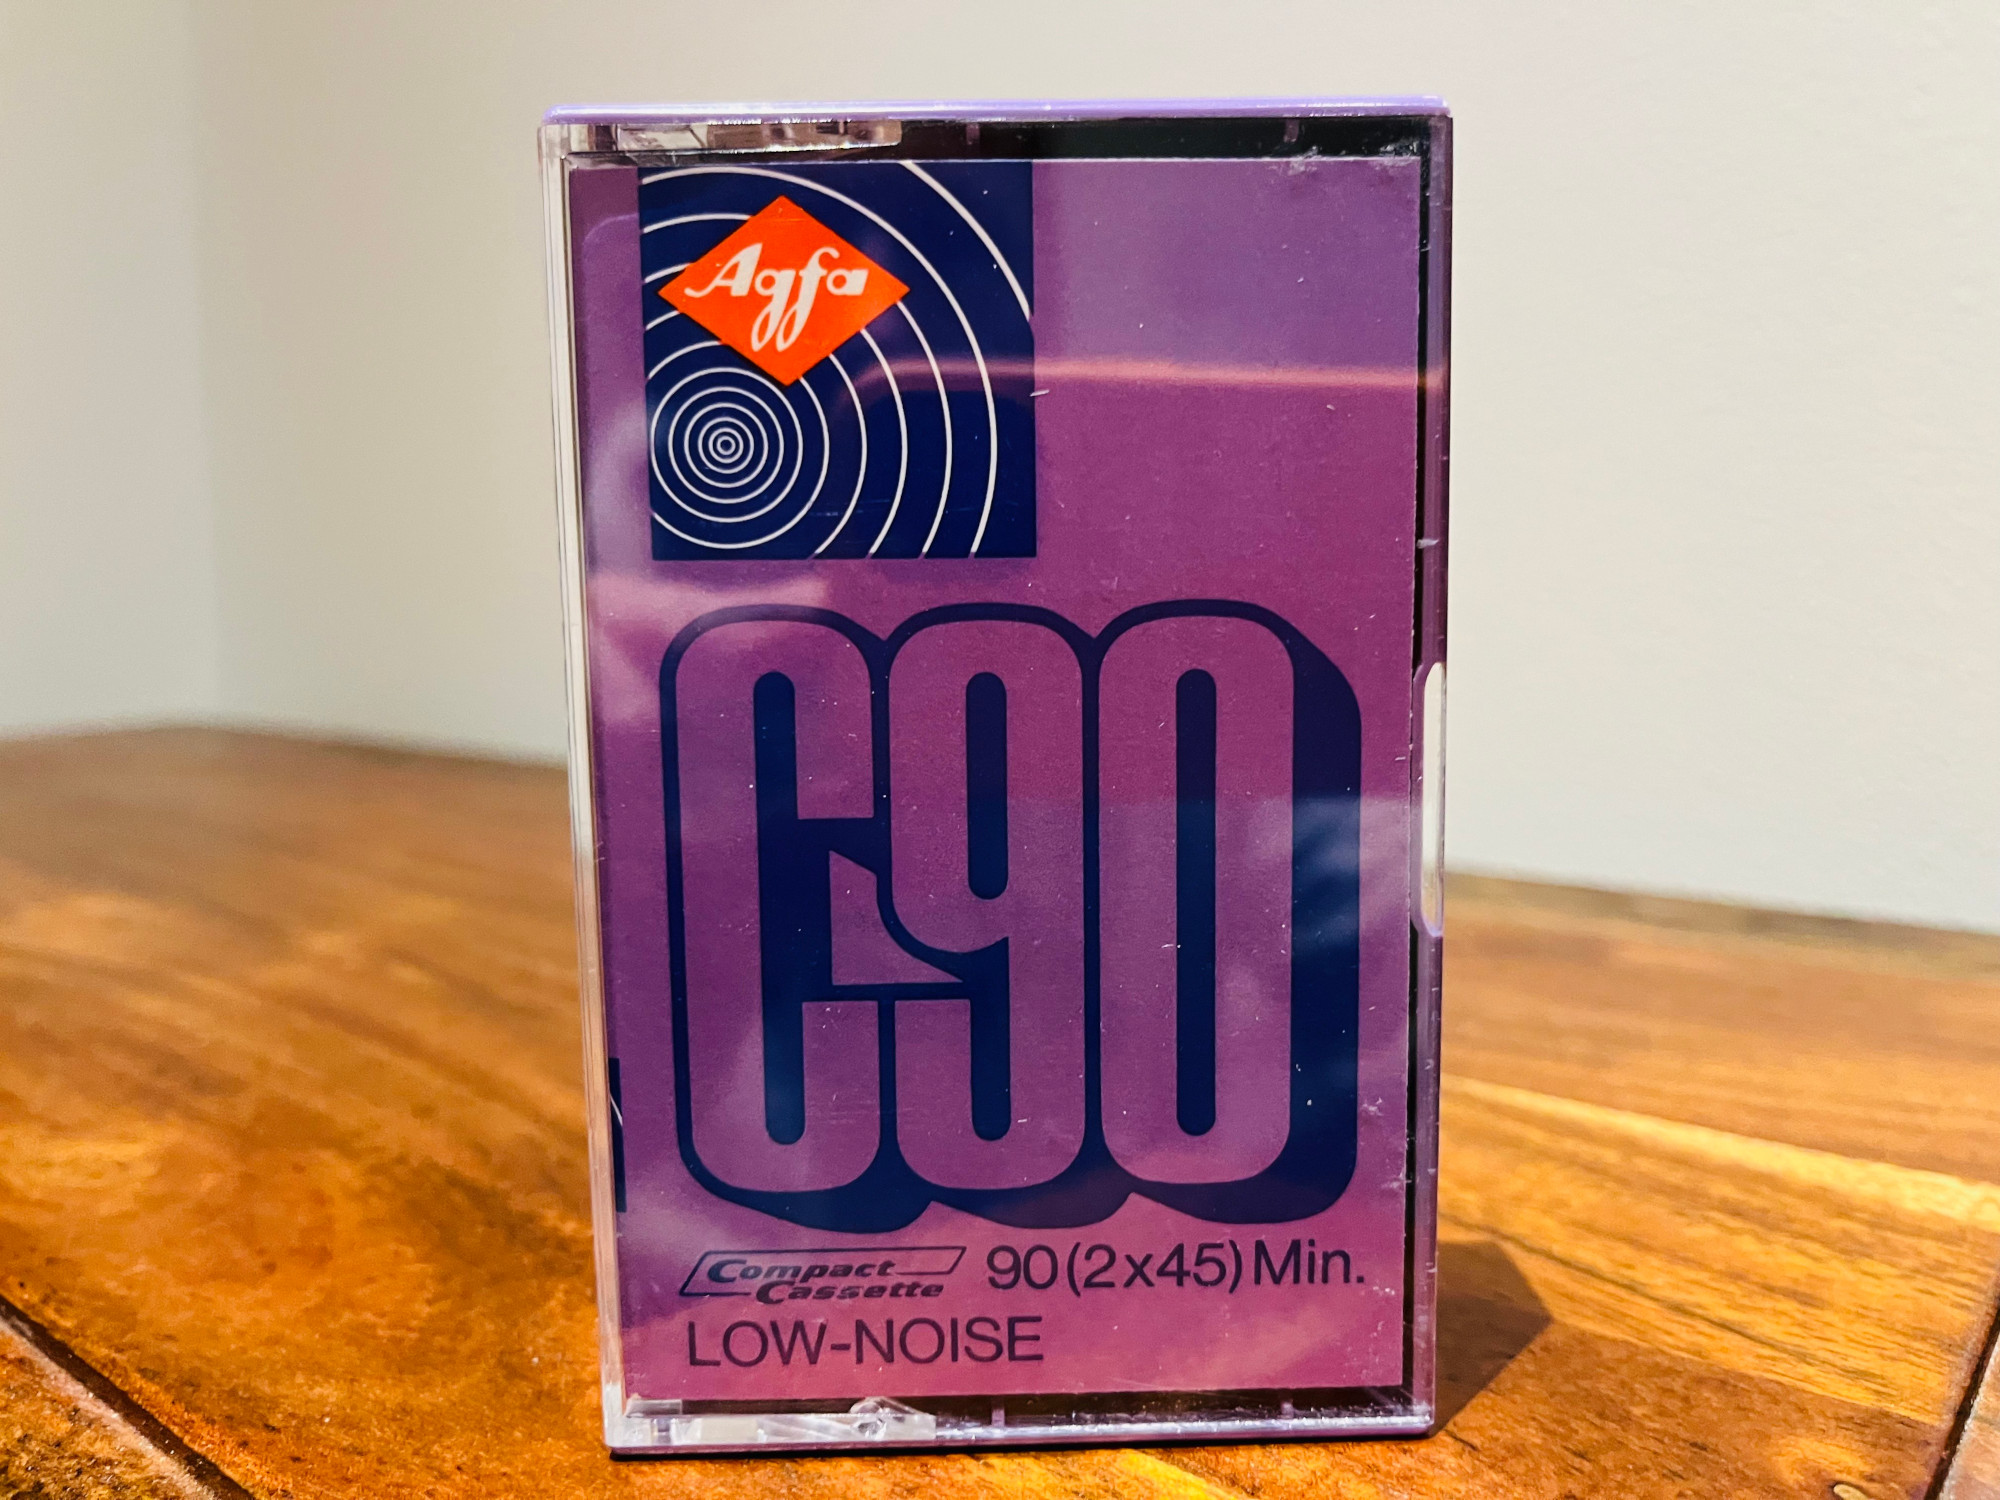 Agfa
C90
Compact Cassette
90 (2x45) Min.
LOW-NOISE